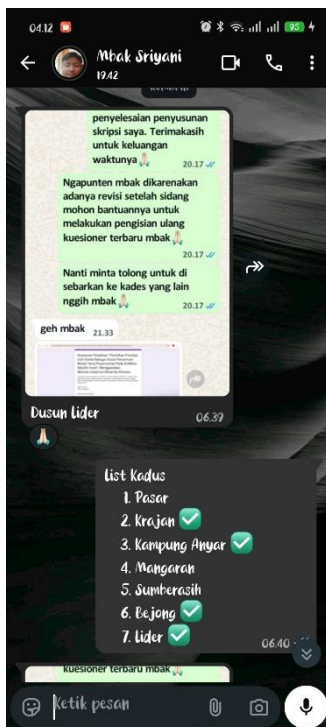 04.12
95
Mbak Sriyani
19.42
penyelesaian penyusunan
skripsi saya. Terimakasih
untuk keluangan
waktunya🙏🏻
20.17
Ngapunten mbak dikarenakan
adanya revisi setelah sidang
mohon bantuannya untuk
melakukan pengisian ulang
kuesioner terbaru mbak🙏🏻
20.17
Nanti minta tolong untuk di
sebarkan ke kades yang lain
nggih mbak🙏🏻
20.17
geh mbak 21.33
Dusun Lider
06.39
🙏🏻
List Kadus
1. Pasar
2. Krajan ✅
3. Kampung Anyar ✅
4. Mangaran
5. Sumberasih
6. Bejong ✅
7. Lider ✅
06.40
kuesioner terbaru mbak
Ketik pesan